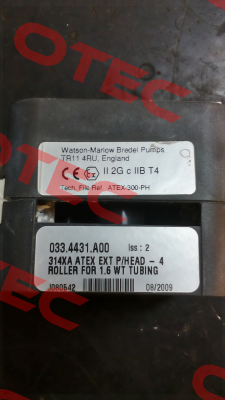 OTEC
Watson-Marlow Bredel Pumps
TR11 4RU, England
CE Ex II 2G c IIB T4
Tech. File Ref. ATEX-300-PH
033.4431.A00 Iss: 2
314XA ATEX EXT P/HEAD - 4
ROLLER FOR 1.6 WT TUBING
J080542 08/2009